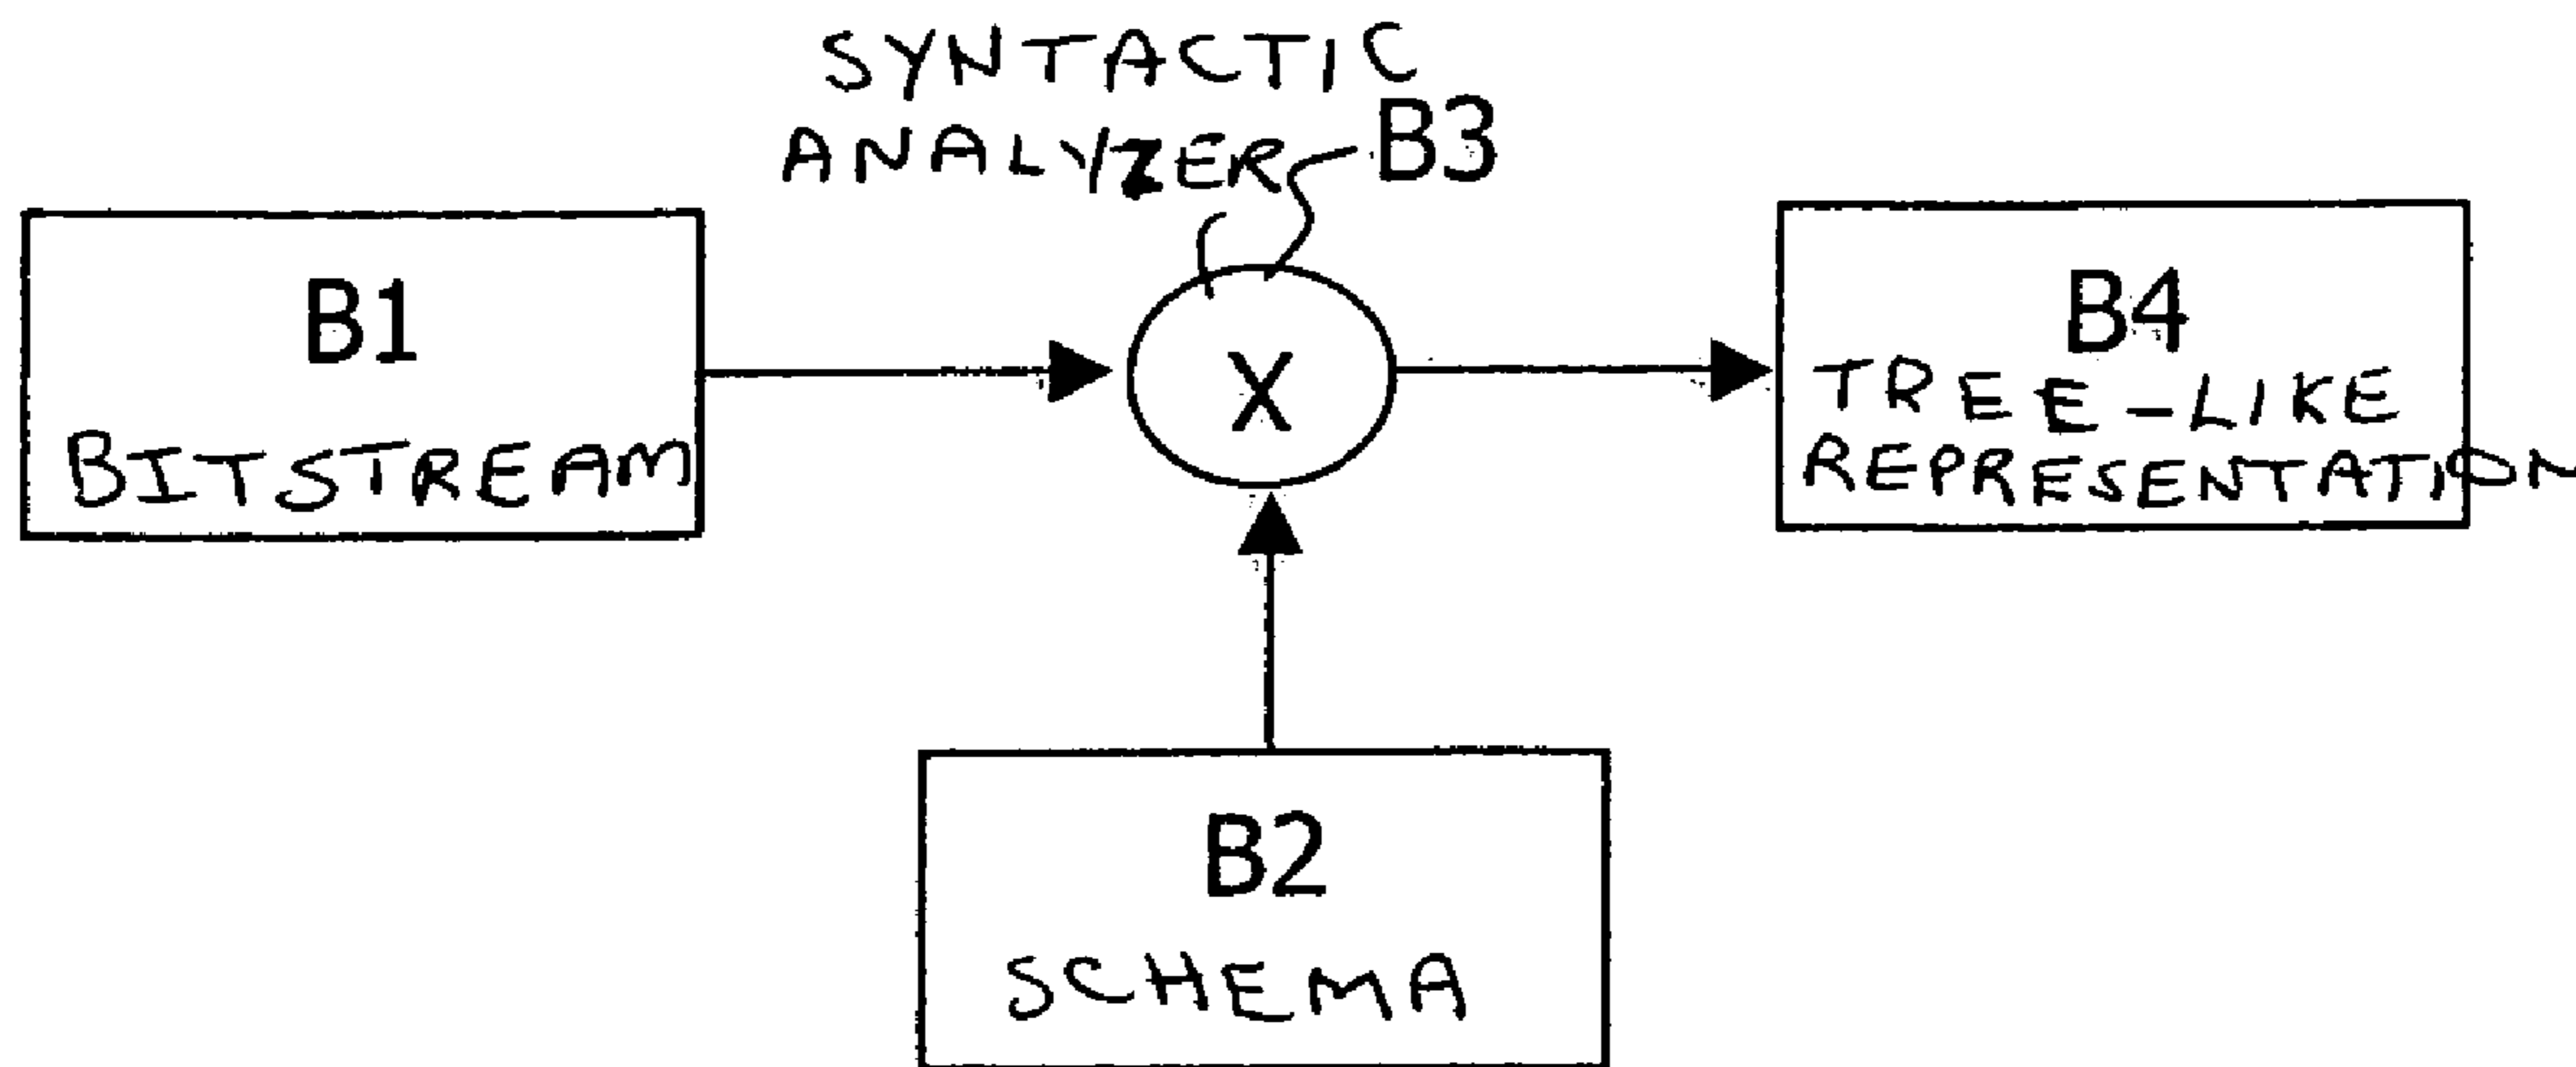 SYNTACTIC
ANALYZER
B3
B1
BITSTREAM
X
B4
TREE-LIKE
REPRESENTATION
B2
SCHEMA